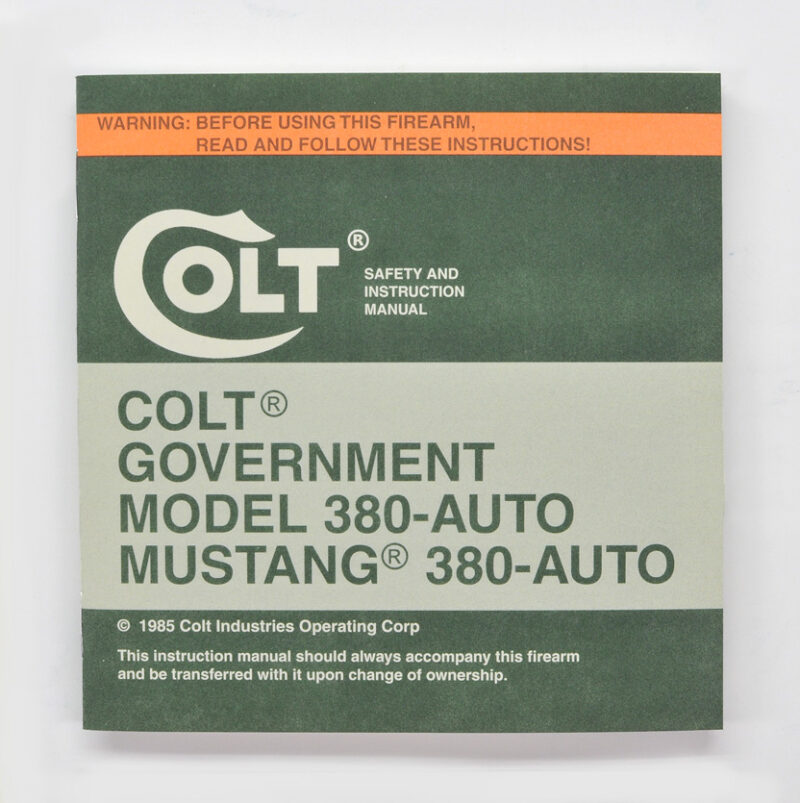 WARNING: BEFORE USING THIS FIREARM,
READ AND FOLLOW THESE INSTRUCTIONS!
COLT®
SAFETY AND
INSTRUCTION
MANUAL
COLT®
GOVERNMENT
MODEL 380-AUTO
MUSTANG® 380-AUTO
© 1985 Colt Industries Operating Corp
This instruction manual should always accompany this firearm
and be transferred with it upon change of ownership.